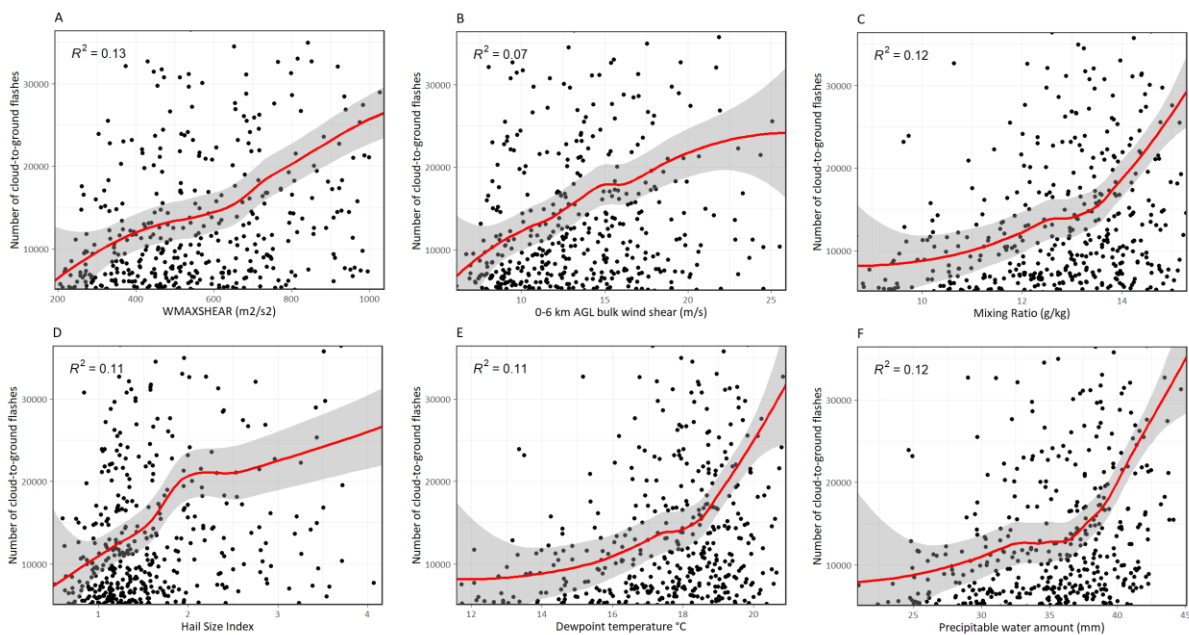 A
R² = 0.13
Number of cloud-to-ground flashes
30000
20000
10000
200 400 600 800 1000
WMAXSHEAR (m2/s2)
B
R² = 0.07
Number of cloud-to-ground flashes
30000
20000
10000
10 15 20 25
0-6 km AGL bulk wind shear (m/s)
C
R² = 0.12
Number of cloud-to-ground flashes
30000
20000
10000
10 12 14
Mixing Ratio (g/kg)
D
R² = 0.11
Number of cloud-to-ground flashes
30000
20000
10000
1 2 3 4
Hail Size Index
E
R² = 0.11
Number of cloud-to-ground flashes
30000
20000
10000
12 14 16 18 20
Dewpoint temperature °C
F
R² = 0.12
Number of cloud-to-ground flashes
30000
20000
10000
25 30 35 40 45
Precipitable water amount (mm)